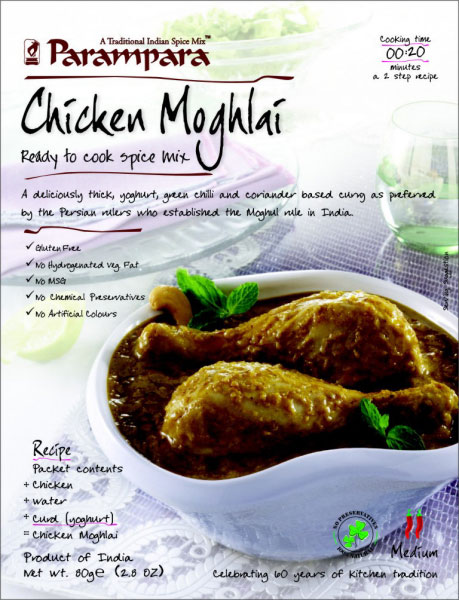 A Traditional Indian Spice Mix
Parampara™
Cooking time
00:20
minutes
a 2 step recipe
Chicken Moghlai
Ready to cook spice mix
A deliciously thick, yoghurt, green chilli and coriander based curry as preferred
by the Persian rulers who established the Moghul rule in India.
✓ Gluten Free
✓ No Hydrogenated Veg Fat
✓ No MSG
✓ No Chemical Preservatives
✓ No Artificial Colours
Serving Suggestion
Recipe
Packet contents
+ Chicken
+ water
+ Curd (yoghurt)
= Chicken Moghlai
Product of India
Net wt. 80g e (2.8 OZ)
NO PRESERVATIVES
100% NATURAL
Medium
Celebrating 60 years of kitchen tradition